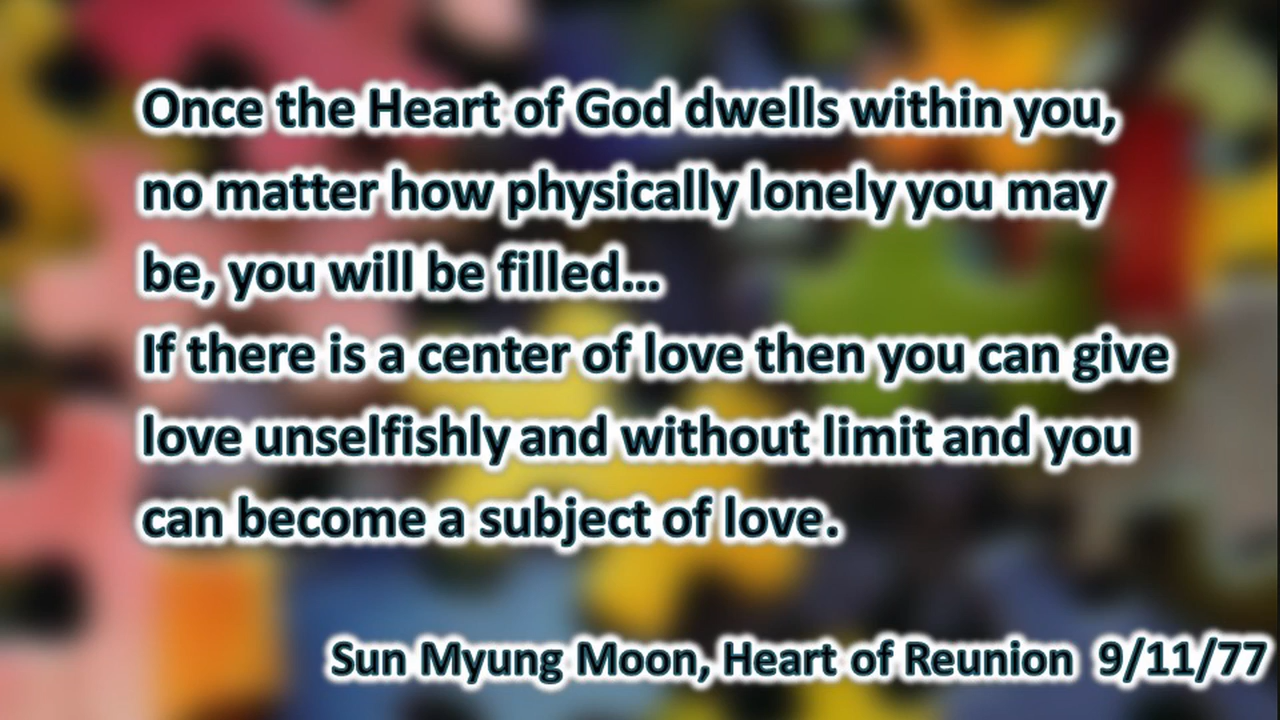 Once the Heart of God dwells within you,
no matter how physically lonely you may
be, you will be filled...
If there is a center of love then you can give
love unselfishly and without limit and you
can become a subject of love.
Sun Myung Moon, Heart of Reunion 9/11/77